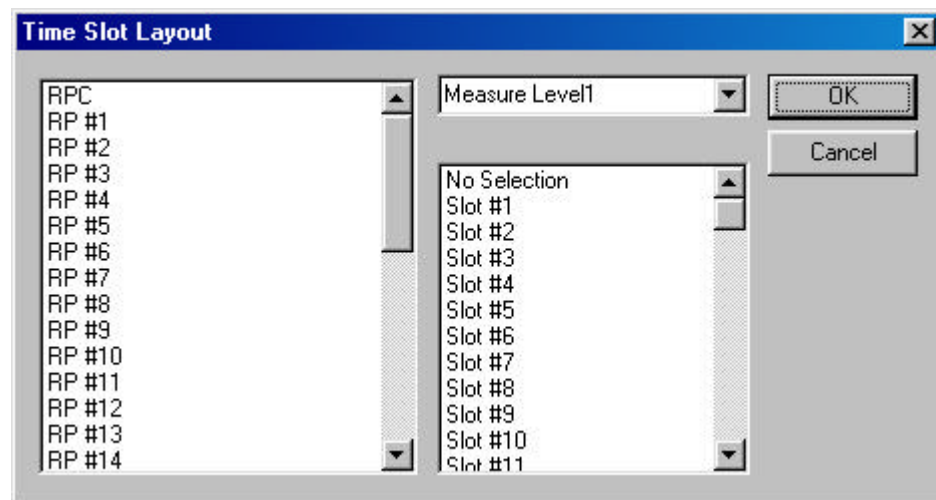 Time Slot Layout
RPC
RP #1
RP #2
RP #3
RP #4
RP #5
RP #6
RP #7
RP #8
RP #9
RP #10
RP #11
RP #12
RP #13
RP #14
Measure Level1
No Selection
Slot #1
Slot #2
Slot #3
Slot #4
Slot #5
Slot #6
Slot #7
Slot #8
Slot #9
Slot #10
Slot #11
OK
Cancel